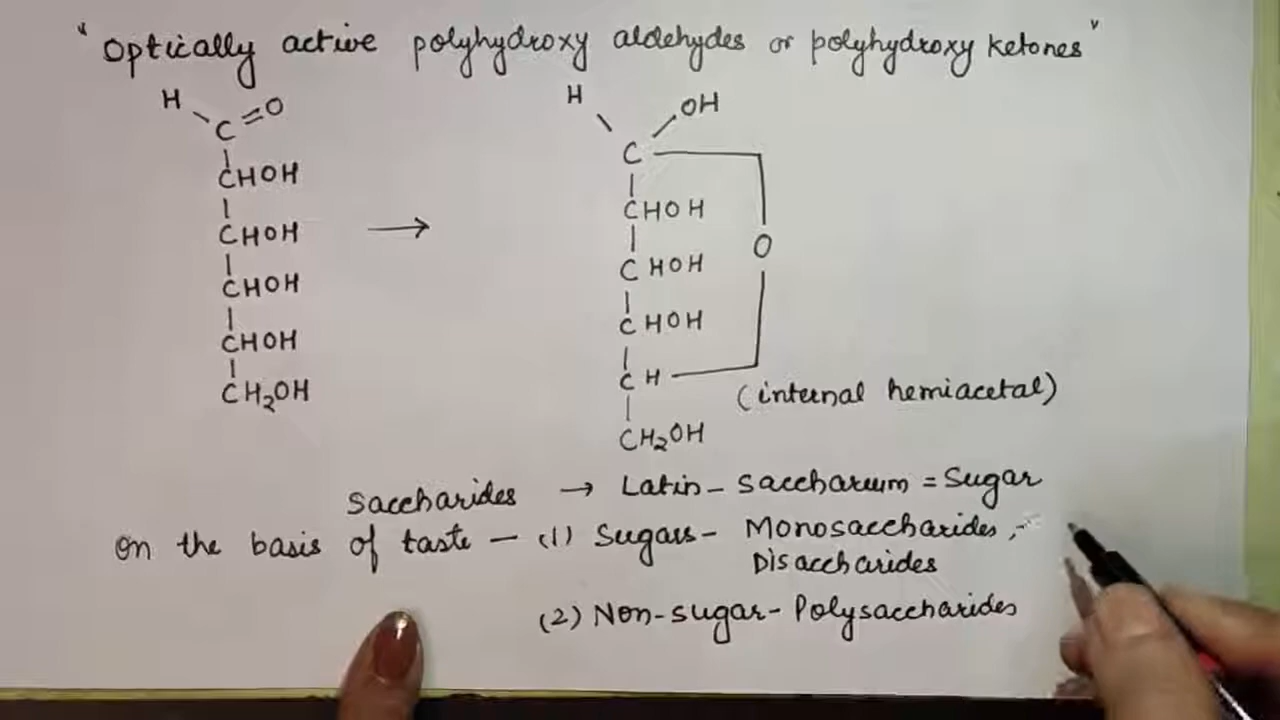 "Optically active polyhydroxy aldehydes or polyhydroxy ketones"
H
C=O
CHOH
CHOH
CHOH
CHOH
CH₂OH
→
H
OH
C
CHOH
CHOH
O
CHOH
CH
(internal hemiacetal)
CH₂OH
Saccharides → Latin - saccharum = Sugar
On the basis of taste - (1) Sugars - Monosaccharides,
Disaccharides
(2) Non-sugar - Polysaccharides